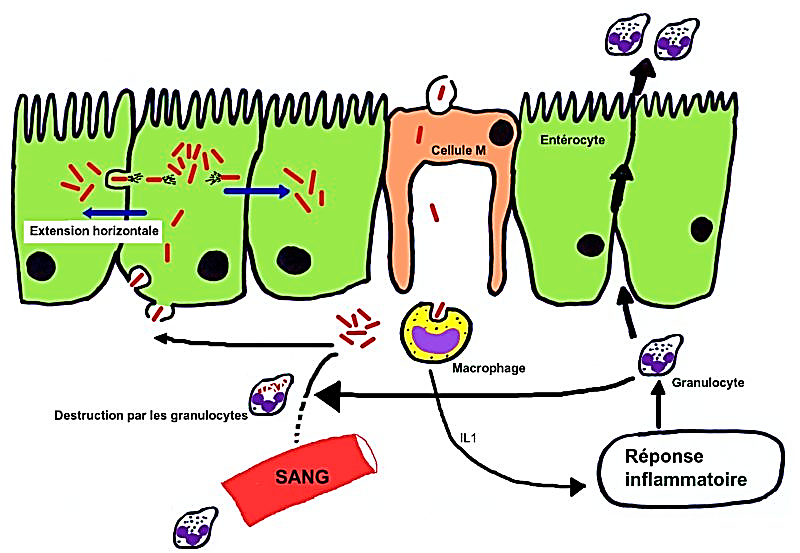 Entérocyte
Cellule M
Extension horizontale
Macrophage
Granulocyte
Destruction par les granulocytes
IL1
Réponse
inflammatoire
SANG